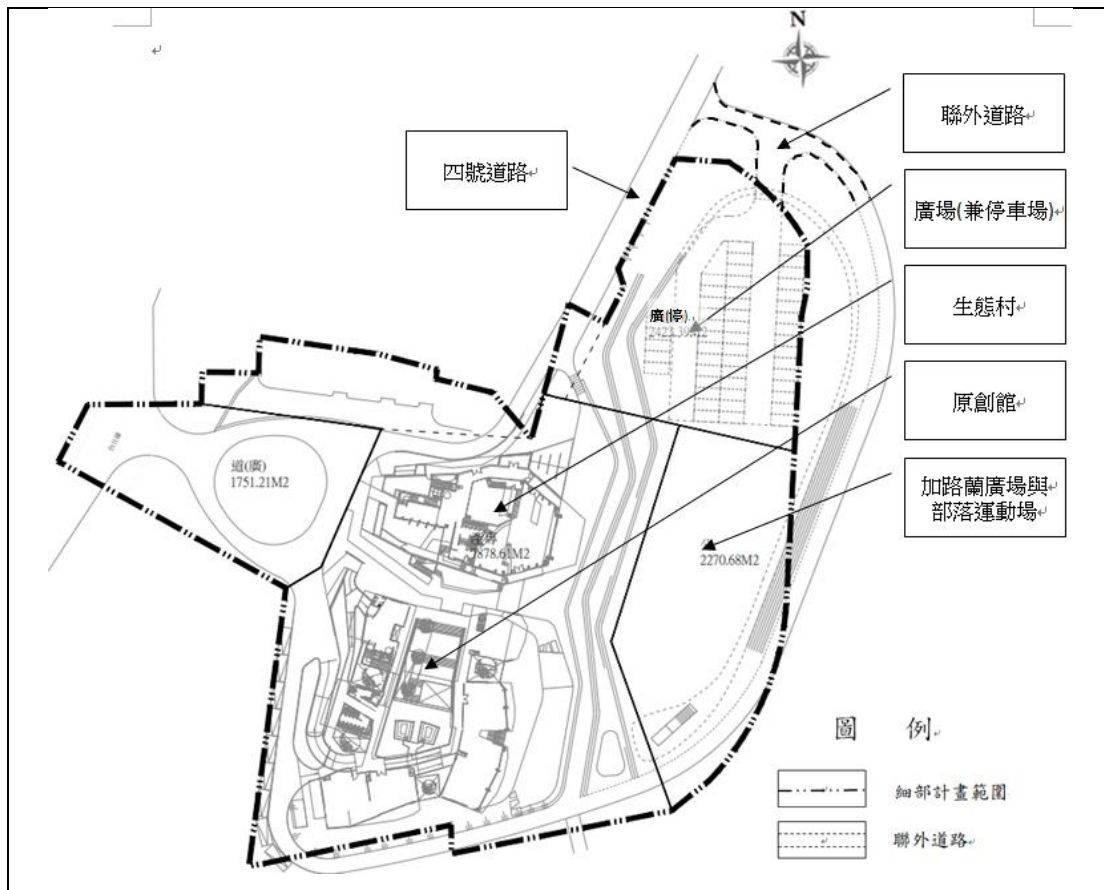 N
聯外道路
四號道路
廣場(兼停車場)
廣(停)
生態村
原創館
道(廣)
1751.21M2
加路蘭廣場與
部落運動場
2270.68M2
圖 例
細部計畫範圍
聯外道路